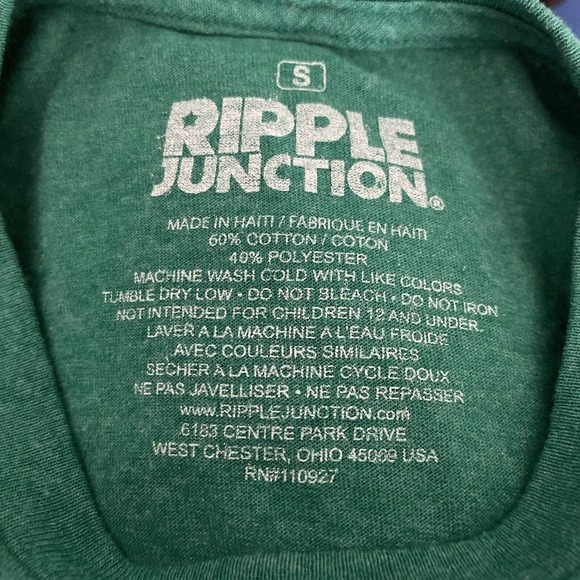 S
RIPPLE
JUNCTION®
MADE IN HAITI / FABRIQUE EN HAITI
60% COTTON / COTON
40% POLYESTER
MACHINE WASH COLD WITH LIKE COLORS
TUMBLE DRY LOW • DO NOT BLEACH • DO NOT IRON
NOT INTENDED FOR CHILDREN 12 AND UNDER.
LAVER A LA MACHINE A L'EAU FROIDE
AVEC COULEURS SIMILAIRES
SECHER A LA MACHINE CYCLE DOUX
NE PAS JAVELLISER • NE PAS REPASSER
www.RIPPLEJUNCTION.com
6183 CENTRE PARK DRIVE
WEST CHESTER, OHIO 45069 USA
RN#110927